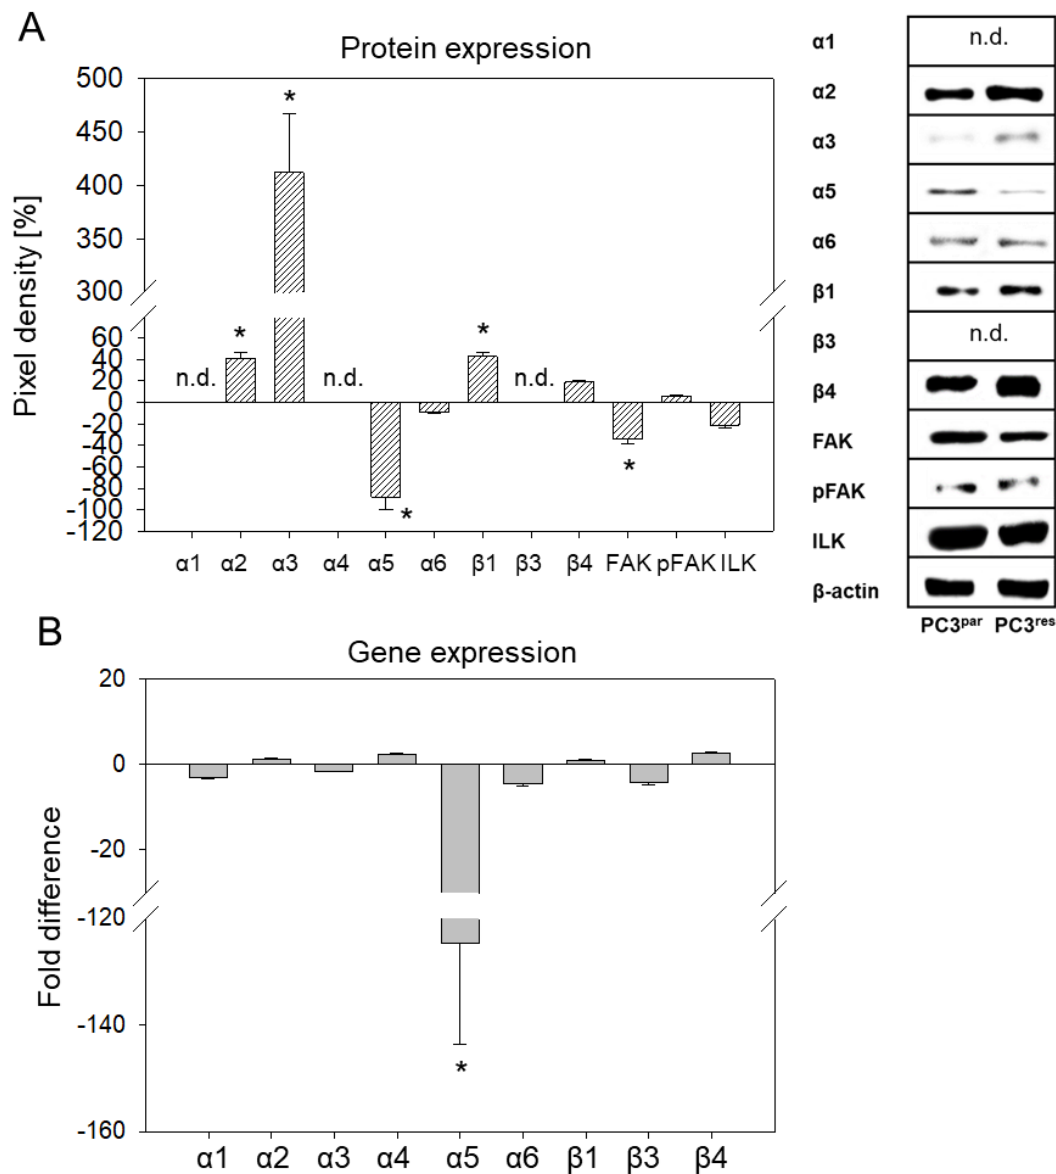 A
Protein expression
Pixel density [%]
500
450
400
350
300
60
40
20
0
-20
-40
-60
-80
-100
-120
n.d. * * n.d. * * n.d. *
α1 α2 α3 α4 α5 α6 β1 β3 β4 FAK pFAK ILK
α1 n.d.
α2
α3
α5
α6
β1
β3 n.d.
β4
FAK
pFAK
ILK
β-actin
PC3par PC3res
B
Gene expression
Fold difference
20
0
-20
-120
-140
-160
*
α1 α2 α3 α4 α5 α6 β1 β3 β4